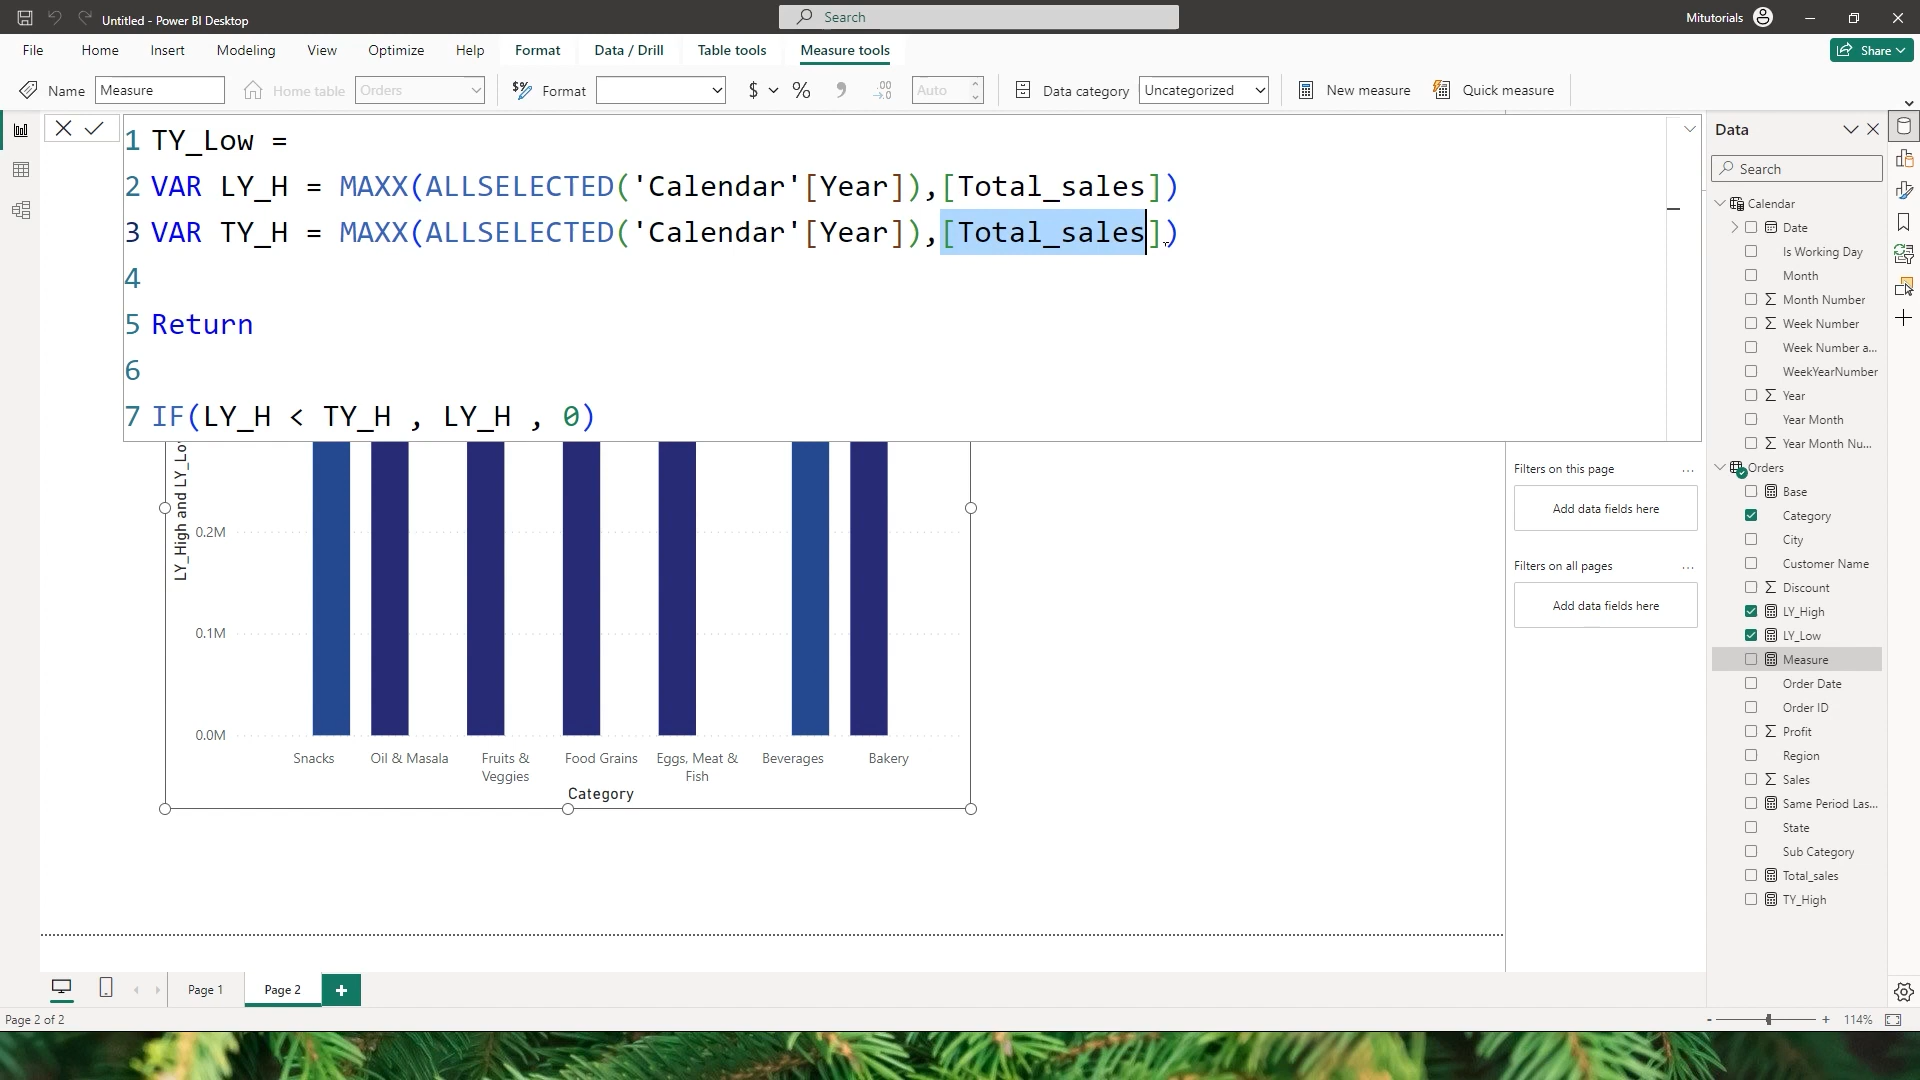 Untitled - Power BI Desktop
Search
Mitutorials
File Home Insert Modeling View Optimize Help Format Data / Drill Table tools Measure tools
Share
Name Measure Home table Orders Format $ % Auto Data category Uncategorized New measure Quick measure
1 TY_Low =
2 VAR LY_H = MAXX(ALLSELECTED('Calendar'[Year]),[Total_sales])
3 VAR TY_H = MAXX(ALLSELECTED('Calendar'[Year]),[Total_sales])
4
5 Return
6
7 IF(LY_H < TY_H , LY_H , 0)
LY_High and LY_Lo
0.2M
0.1M
0.0M
Snacks
Oil & Masala
Fruits & Veggies
Food Grains
Eggs, Meat & Fish
Beverages
Bakery
Category
Filters on this page
...
Add data fields here
Filters on all pages
...
Add data fields here
Data
Search
Calendar
Date
Is Working Day
Month
Month Number
Week Number
Week Number a...
WeekYearNumber
Year
Year Month
Year Month Nu...
Orders
Base
Category
City
Customer Name
Discount
LY_High
LY_Low
Measure
Order Date
Order ID
Profit
Region
Sales
Same Period Las...
State
Sub Category
Total_sales
TY_High
Page 1
Page 2
Page 2 of 2
- + 114%